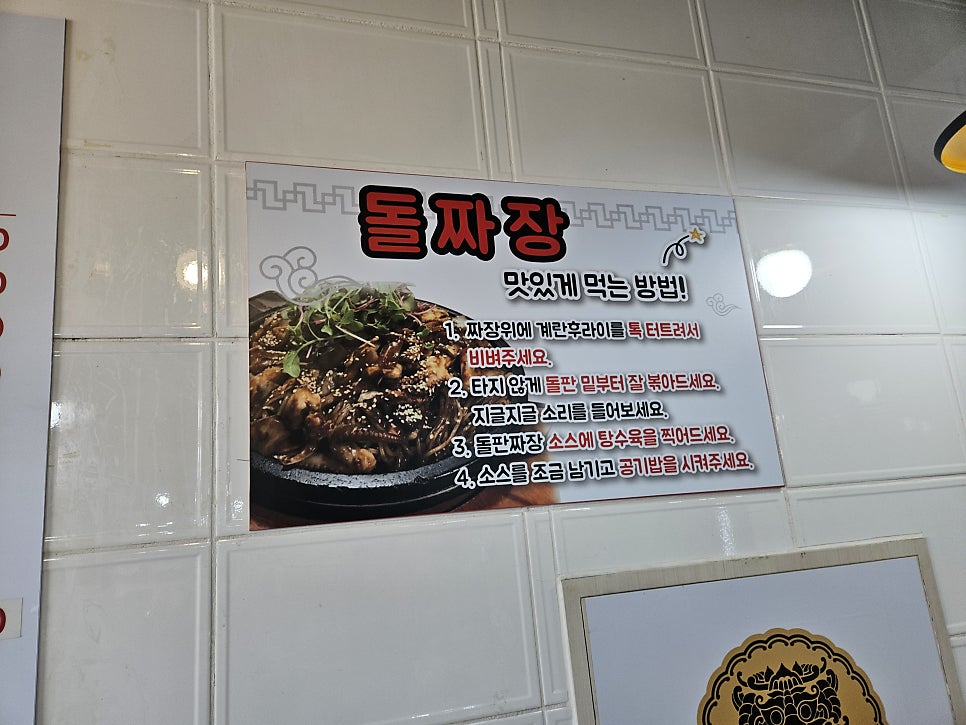 돌짜장
맛있게 먹는 방법!
1. 짜장위에 계란후라이를 톡 터트려서
비벼주세요.
2. 타지 않게 돌판 밑부터 잘 볶아드세요.
지글지글 소리를 들어보세요.
3. 돌판짜장 소스에 탕수육을 찍어드세요.
4. 소스를 조금 남기고 공기밥을 시켜주세요.